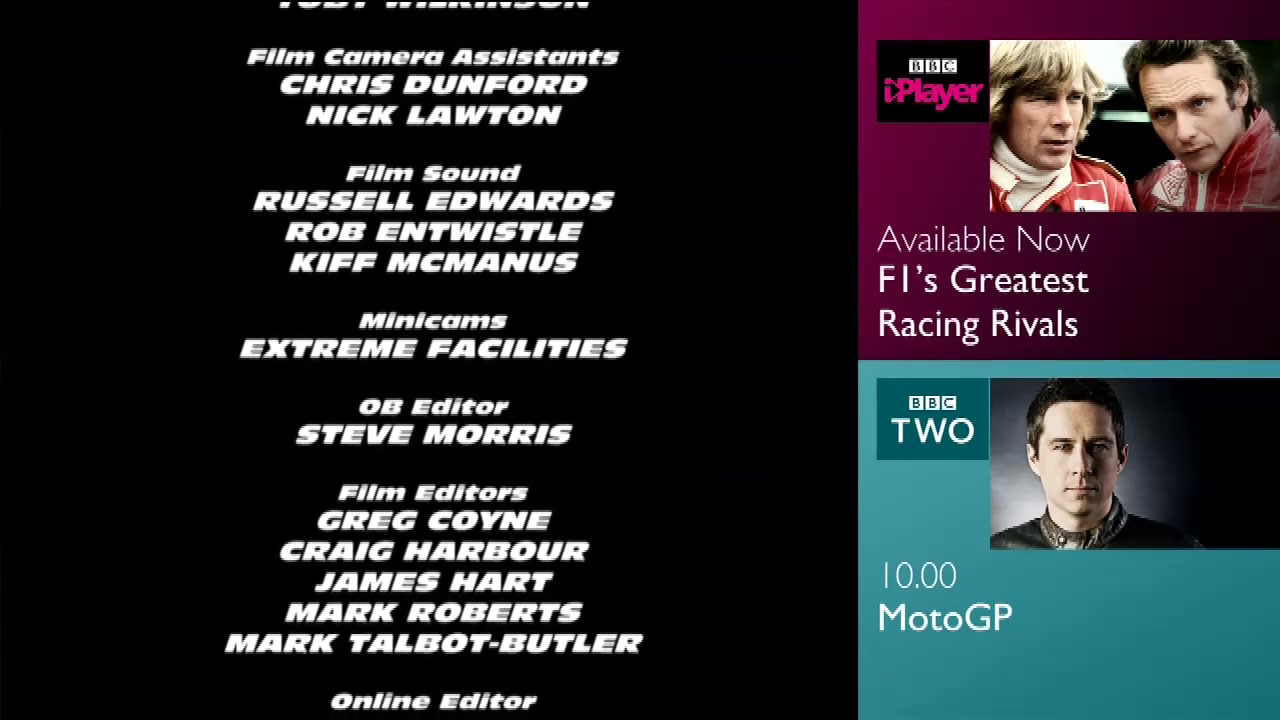 TOBY WILKINSON
Film Camera Assistants
CHRIS DUNFORD
NICK LAWTON
Film Sound
RUSSELL EDWARDS
ROB ENTWISTLE
KIFF MCMANUS
Minicams
EXTREME FACILITIES
OB Editor
STEVE MORRIS
Film Editors
GREG COYNE
CRAIG HARBOUR
JAMES HART
MARK ROBERTS
MARK TALBOT-BUTLER
Online Editor
BBC
iPlayer
Available Now
F1's Greatest
Racing Rivals
BBC
TWO
10.00
MotoGP